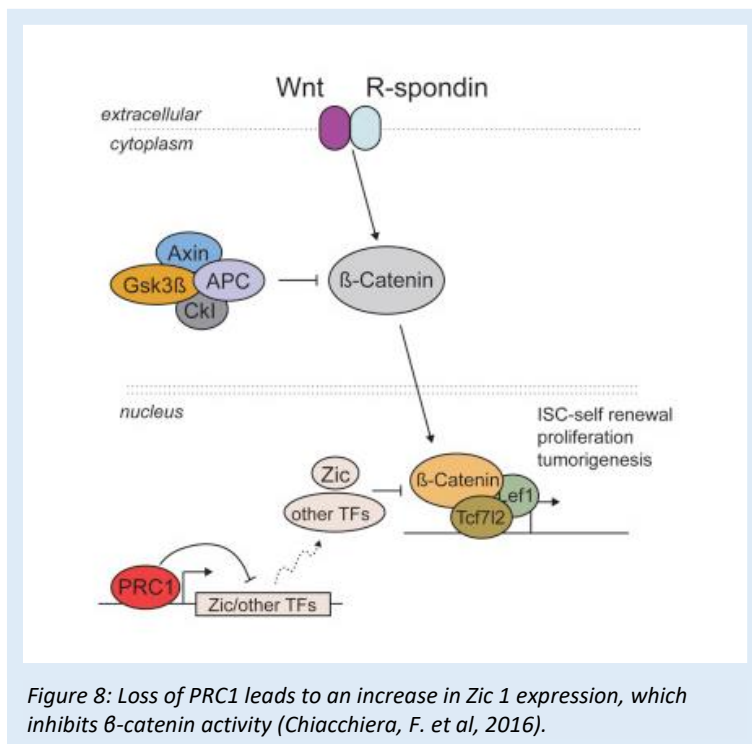 Wnt R-spondin
extracellular
cytoplasm
Axin
Gsk3ß APC
CkI
ß-Catenin
nucleus
ISC-self renewal
proliferation
tumorigenesis
Zic
other TFs
ß-Catenin
Lef1
Tcf7l2
PRC1
Zic/other TFs
Figure 8: Loss of PRC1 leads to an increase in Zic 1 expression, which
inhibits β-catenin activity (Chiacchiera, F. et al, 2016).